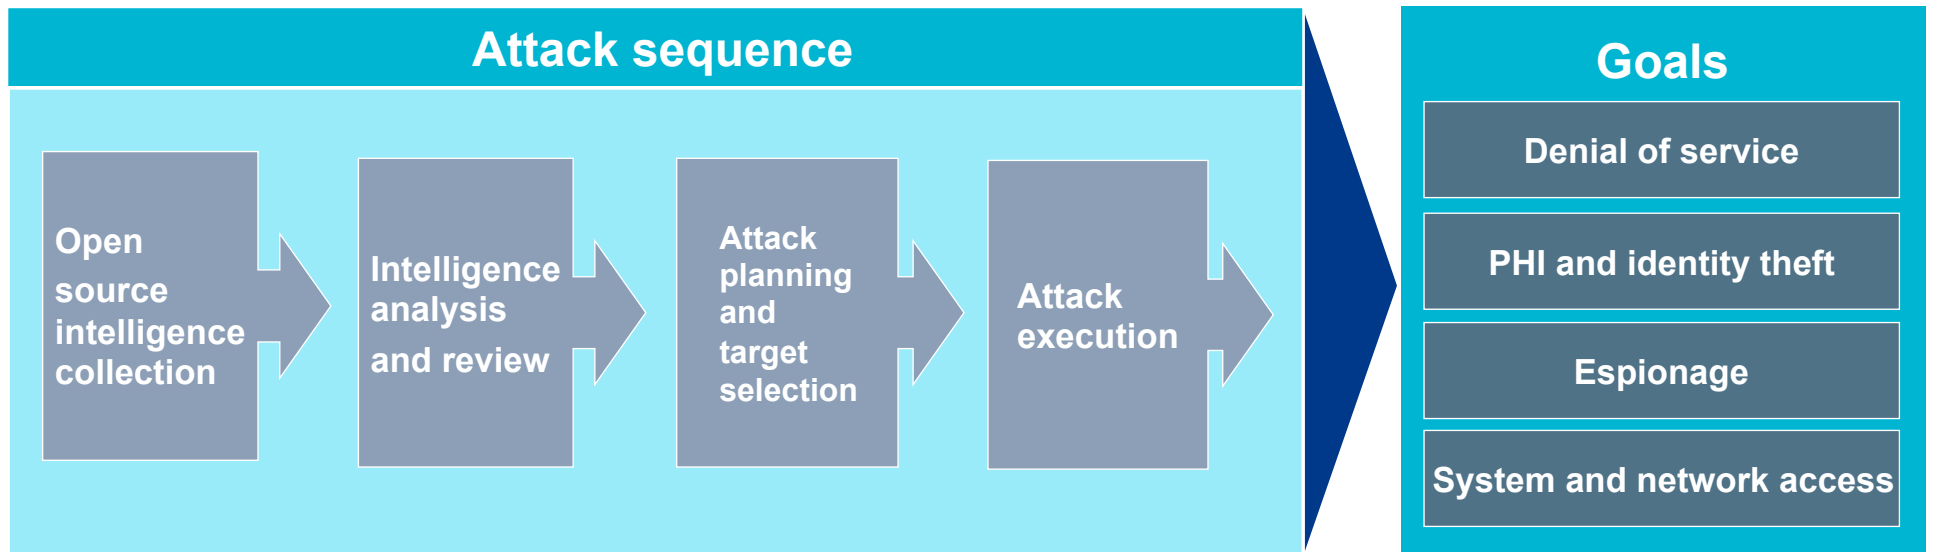 Attack sequence
Open
source
intelligence
collection
Intelligence
analysis
and review
Attack
planning
and
target
selection
Attack
execution
Goals
Denial of service
PHI and identity theft
Espionage
System and network access